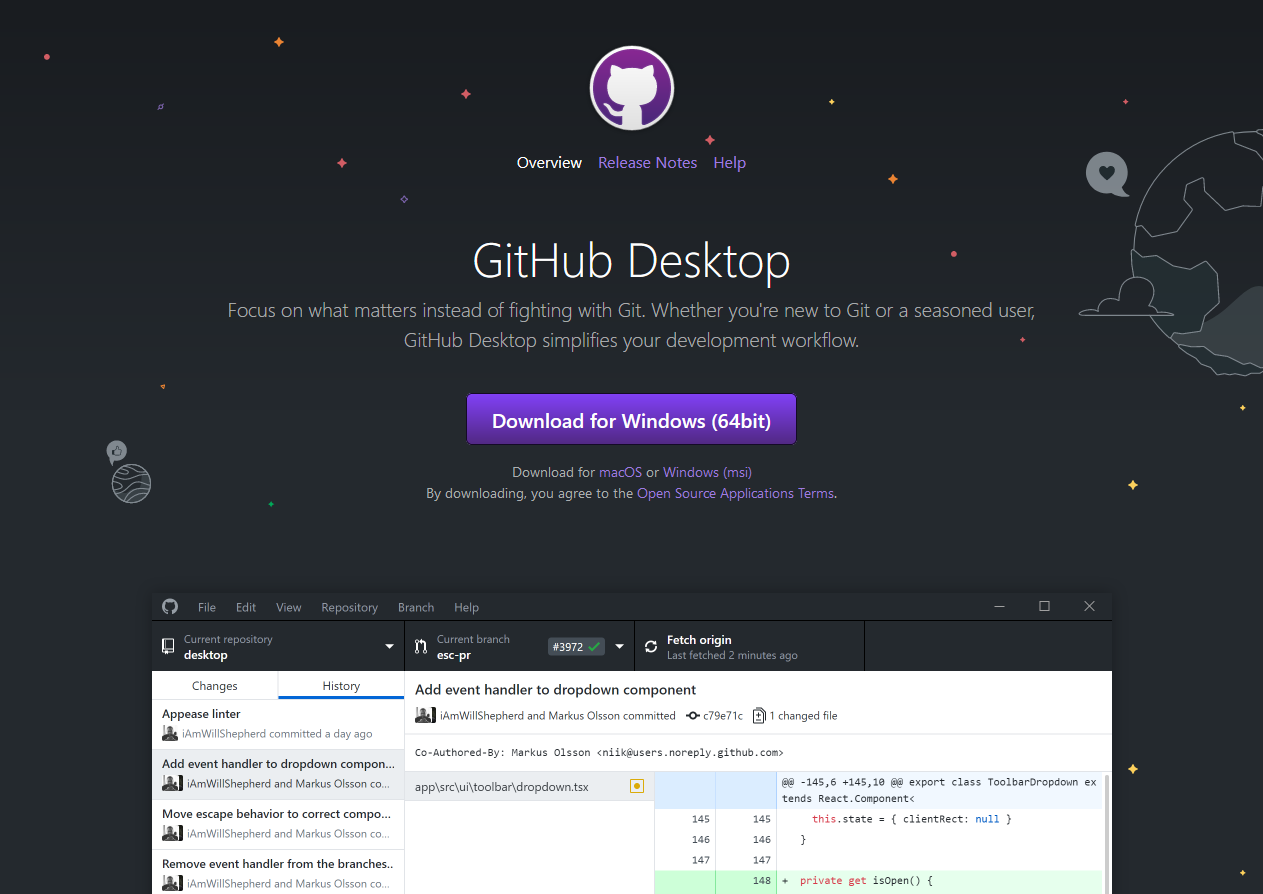 Overview Release Notes Help
GitHub Desktop
Focus on what matters instead of fighting with Git. Whether you're new to Git or a seasoned user,
GitHub Desktop simplifies your development workflow.
Download for Windows (64bit)
Download for macOS or Windows (msi)
By downloading, you agree to the Open Source Applications Terms.
File Edit View Repository Branch Help
Current repository
desktop
Current branch
esc-pr
#3972
Fetch origin
Last fetched 2 minutes ago
Changes History
Appease linter
iAmWillShepherd committed a day ago
Add event handler to dropdown compon...
iAmWillShepherd and Markus Olsson co...
Move escape behavior to correct compo...
iAmWillShepherd and Markus Olsson co...
Remove event handler from the branches..
iAmWillShepherd and Markus Olsson co...
Add event handler to dropdown component
iAmWillShepherd and Markus Olsson committed c79e71c 1 changed file
Co-Authored-By: Markus Olsson <niik@users.noreply.github.com>
app\src\ui\toolbar\dropdown.tsx
@@ -145,6 +145,10 @@ export class ToolbarDropdown ex
tends React.Component<
145 145 this.state = { clientRect: null }
146 146 }
147 147
148 + private get isOpen() {